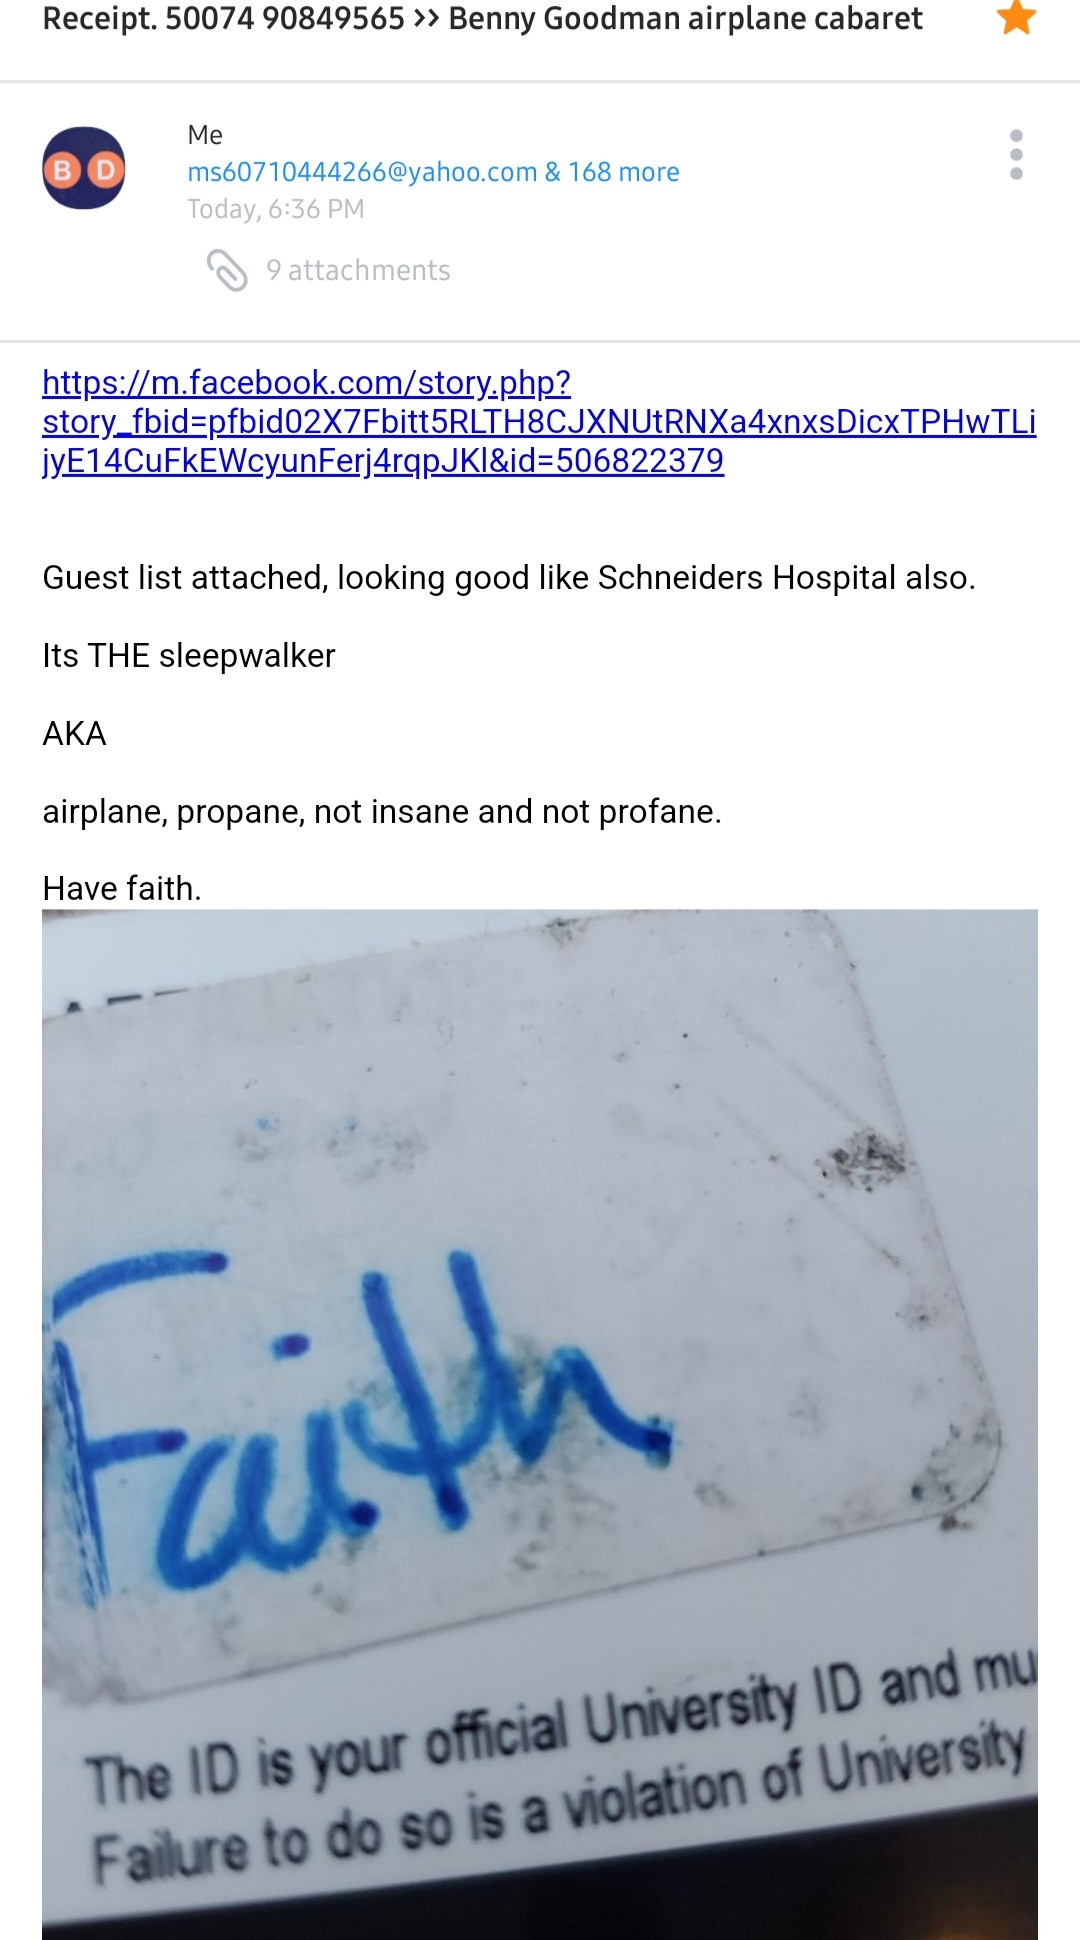 Receipt. 50074 90849565 >> Benny Goodman airplane cabaret
B D
Me
ms60710444266@yahoo.com & 168 more
Today, 6:36 PM
9 attachments
https://m.facebook.com/story.php?
story_fbid=pfbid02X7Fbitt5RLTH8CJXNUtRNXa4xnxsDicxTPHwTLi
jyE14CuFkEWcyunFerj4rqpJKl&id=506822379
Guest list attached, looking good like Schneiders Hospital also.
Its THE sleepwalker
AKA
airplane, propane, not insane and not profane.
Have faith.
Faith
The ID is your official University ID and mu
Failure to do so is a violation of University